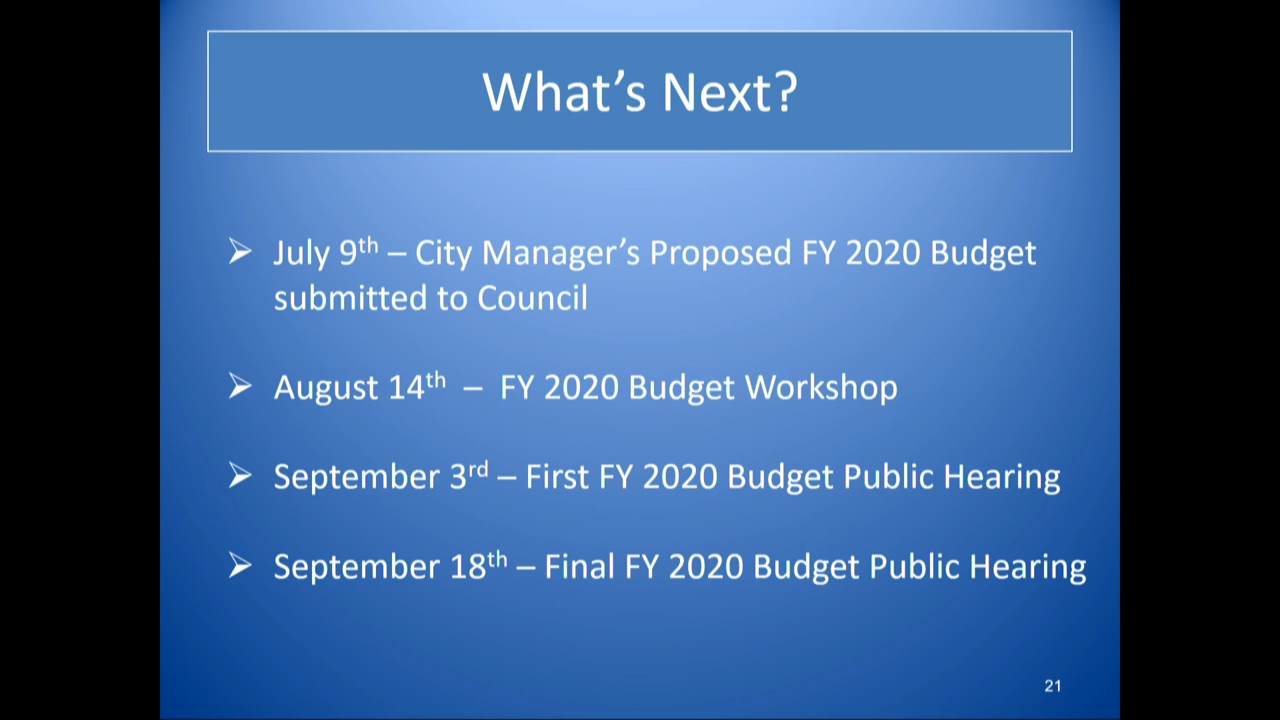 What's Next?
➢ July 9th – City Manager's Proposed FY 2020 Budget
submitted to Council
➢ August 14th – FY 2020 Budget Workshop
➢ September 3rd – First FY 2020 Budget Public Hearing
➢ September 18th – Final FY 2020 Budget Public Hearing
21